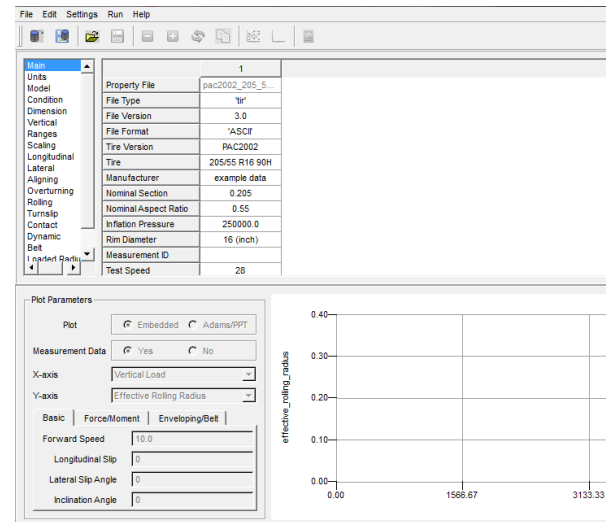 File Edit Settings Run Help
Main
Units
Model
Condition
Dimension
Vertical
Ranges
Scaling
Longitudinal
Lateral
Aligning
Overturning
Rolling
Turnslip
Contact
Dynamic
Belt
Loaded Radiu
1
Property File pac2002_205_5...
File Type 'tir'
File Version 3.0
File Format 'ASCII'
Tire Version PAC2002
Tire 205/55 R16 90H
Manufacturer example data
Nominal Section 0.205
Nominal Aspect Ratio 0.55
Inflation Pressure 250000.0
Rim Diameter 16 (inch)
Measurement ID
Test Speed 28
Plot Parameters
Plot Embedded Adams/PPT
Measurement Data Yes No
X-axis Vertical Load
Y-axis Effective Rolling Radius
Basic Force/Moment Enveloping/Belt
Forward Speed 10.0
Longitudinal Slip 0
Lateral Slip Angle 0
Inclination Angle 0
effective_rolling_radius
0.40
0.30
0.20
0.10
0.00
0.00 1566.67 3133.33